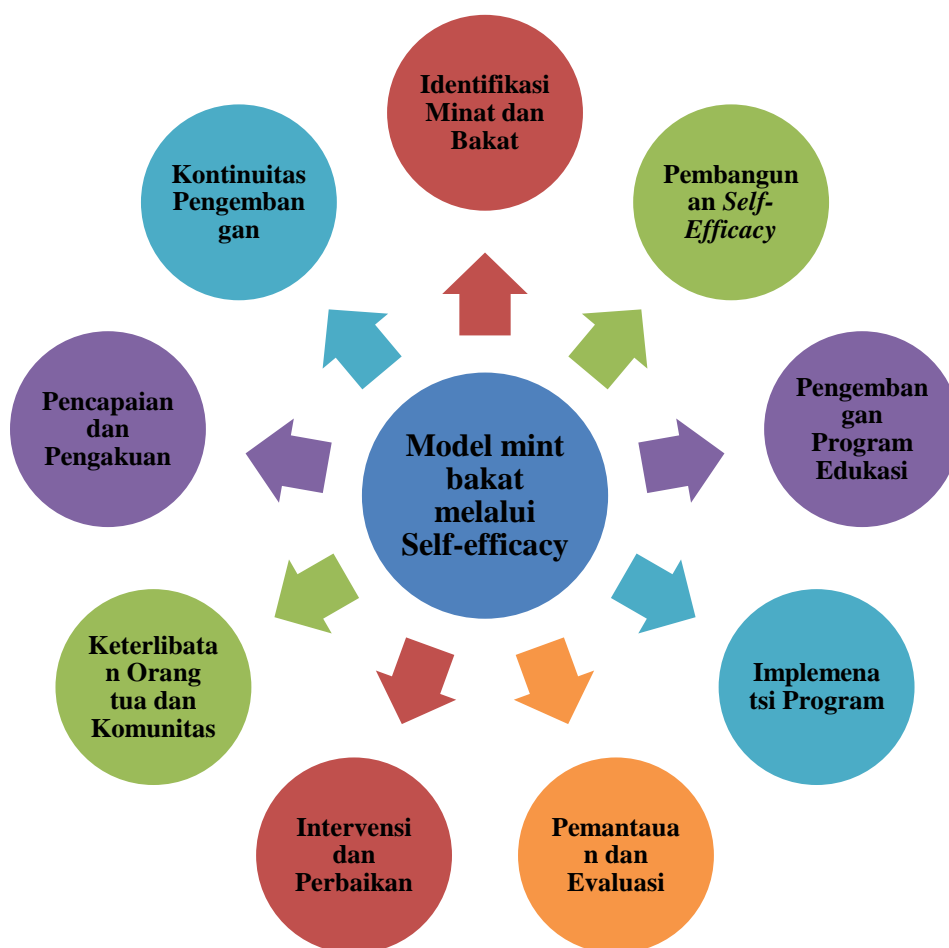 Identifikasi
Minat dan
Bakat
Pembangun
an Self-
Efficacy
Pengemban
gan
Program
Edukasi
Implemena
tsi Program
Pemantaua
n dan
Evaluasi
Intervensi
dan
Perbaikan
Keterlibata
n Orang
tua dan
Komunitas
Pencapaian
dan
Pengakuan
Kontinuitas
Pengemban
gan
Model mint
bakat
melalui
Self-efficacy